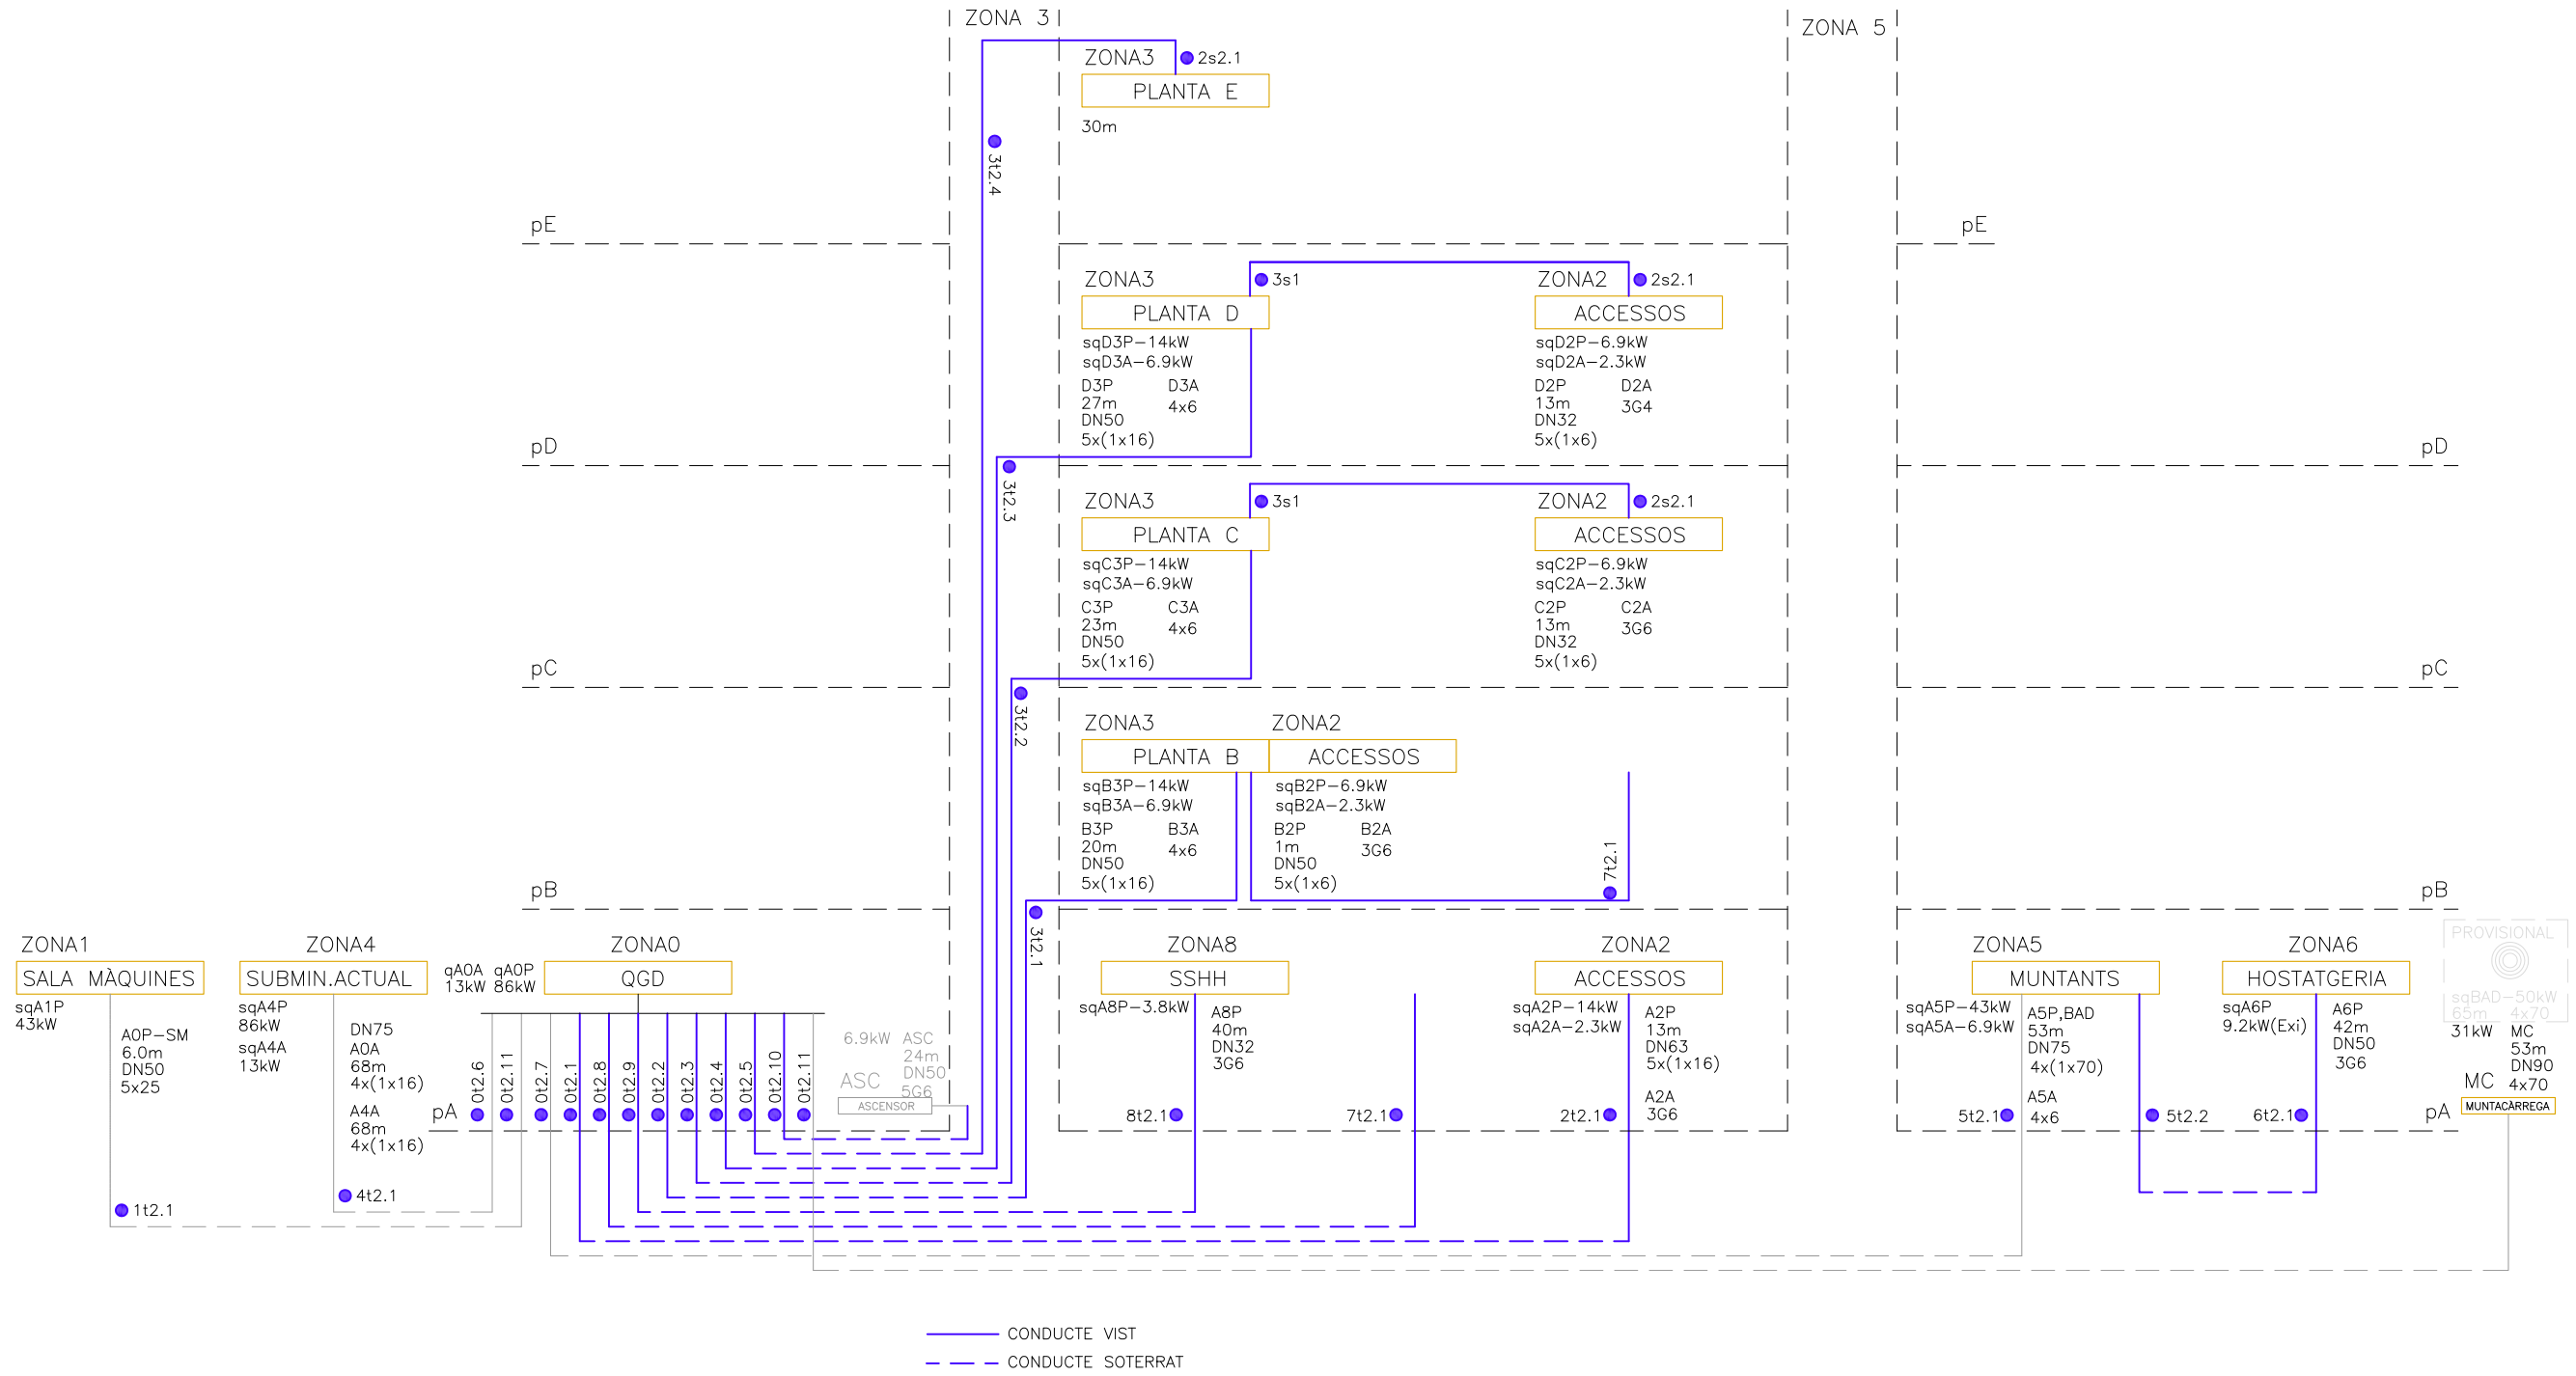 ZONA 3
ZONA 5
ZONA3
2s2.1
PLANTA E
30m
3t2.4
pE
pE
ZONA3
3s1
ZONA2
2s2.1
PLANTA D
ACCESSOS
sqD3P-14kW
sqD3A-6.9kW
D3P D3A
27m
4x6
DN50
5x(1x16)
sqD2P-6.9kW
sqD2A-2.3kW
D2P D2A
13m
3G4
DN32
5x(1x6)
pD
pD
3t2.3
ZONA3
3s1
ZONA2
2s2.1
PLANTA C
ACCESSOS
sqC3P-14kW
sqC3A-6.9kW
C3P C3A
23m
4x6
DN50
5x(1x16)
sqC2P-6.9kW
sqC2A-2.3kW
C2P C2A
13m
3G6
DN32
5x(1x6)
pC
pC
3t2.2
ZONA3
ZONA2
PLANTA B
ACCESSOS
sqB3P-14kW
sqB3A-6.9kW
B3P B3A
20m
4x6
DN50
5x(1x16)
sqB2P-6.9kW
sqB2A-2.3kW
B2P B2A
1m
3G6
DN50
5x(1x6)
7t2.1
pB
pB
3t2.1
ZONA1
SALA MÀQUINES
sqA1P
43kW
A0P-SM
6.0m
DN50
5x25
1t2.1
ZONA4
SUBMIN.ACTUAL
sqA4P
86kW
sqA4A
13kW
DN75
A0A
68m
4x(1x16)
A4A
68m
4x(1x16)
4t2.1
ZONA0
qA0A qA0P
13kW 86kW
QGD
pA
0t2.6
0t2.11
0t2.7
0t2.1
0t2.8
0t2.9
0t2.2
0t2.3
0t2.4
0t2.5
0t2.10
0t2.11
6.9kW ASC
24m
DN50
ASC
5G6
ASCENSOR
ZONA8
SSHH
sqA8P-3.8kW
A8P
40m
DN32
3G6
8t2.1
7t2.1
ZONA2
ACCESSOS
sqA2P-14kW
sqA2A-2.3kW
A2P
13m
DN63
5x(1x16)
A2A
3G6
2t2.1
ZONA5
MUNTANTS
sqA5P-43kW
sqA5A-6.9kW
A5P,BAD
53m
DN75
4x(1x70)
A5A
4x6
5t2.1
5t2.2
ZONA6
HOSTATGERIA
sqA6P
9.2kW(Exi)
A6P
42m
DN50
3G6
6t2.1
PROVISIONAL
sqBAD-50kW
65m 4x70
31kW MC
53m
DN90
MC 4x70
MUNTACÀRREGA
pA
CONDUCTE VIST
CONDUCTE SOTERRAT